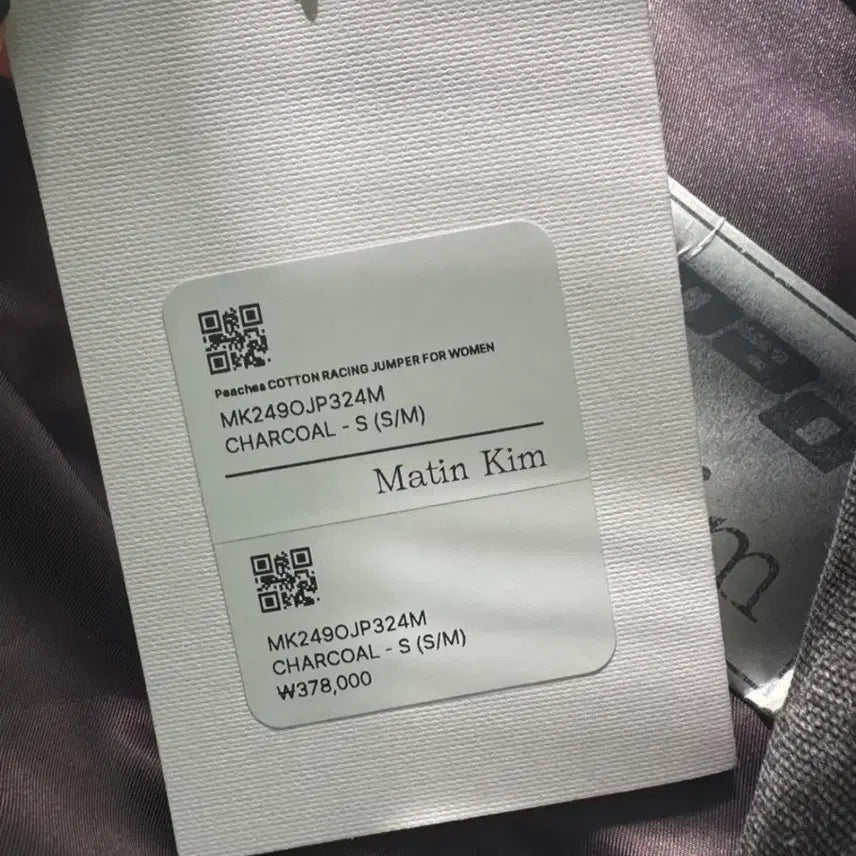 Peaches COTTON RACING JUMPER FOR WOMEN
MK249OJP324M
CHARCOAL - S (S/M)
Matin Kim
MK249OJP324M
CHARCOAL - S (S/M)
₩378,000